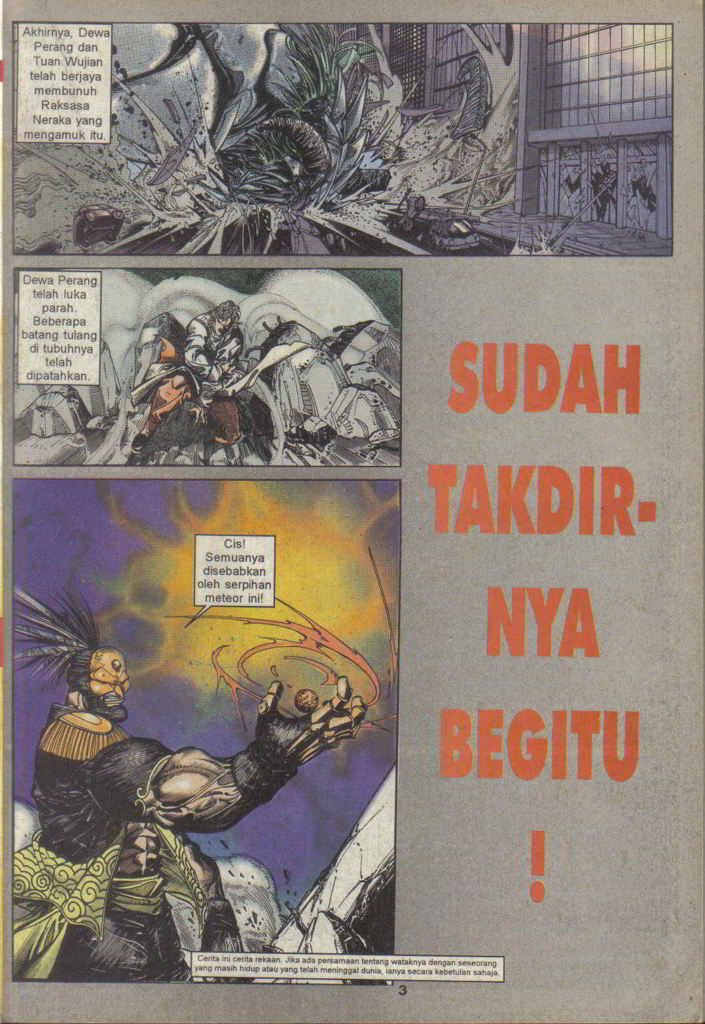 Akhirnya, Dewa
Perang dan
Tuan Wujian
telah berjaya
membunuh
Raksasa
Neraka yang
mengamuk itu.
Dewa Perang
telah luka
parah.
Beberapa
batang tulang
di tubuhnya
telah
dipatahkan.
SUDAH
TAKDIR-
NYA
BEGITU
!
Cis!
Semuanya
disebabkan
oleh serpihan
meteor ini!
Cerita ini cerita rekaan. Jika ada persamaan tentang wataknya dengan seseorang
yang masih hidup atau yang telah meninggal dunia, ianya secara kebetulan sahaja.
3